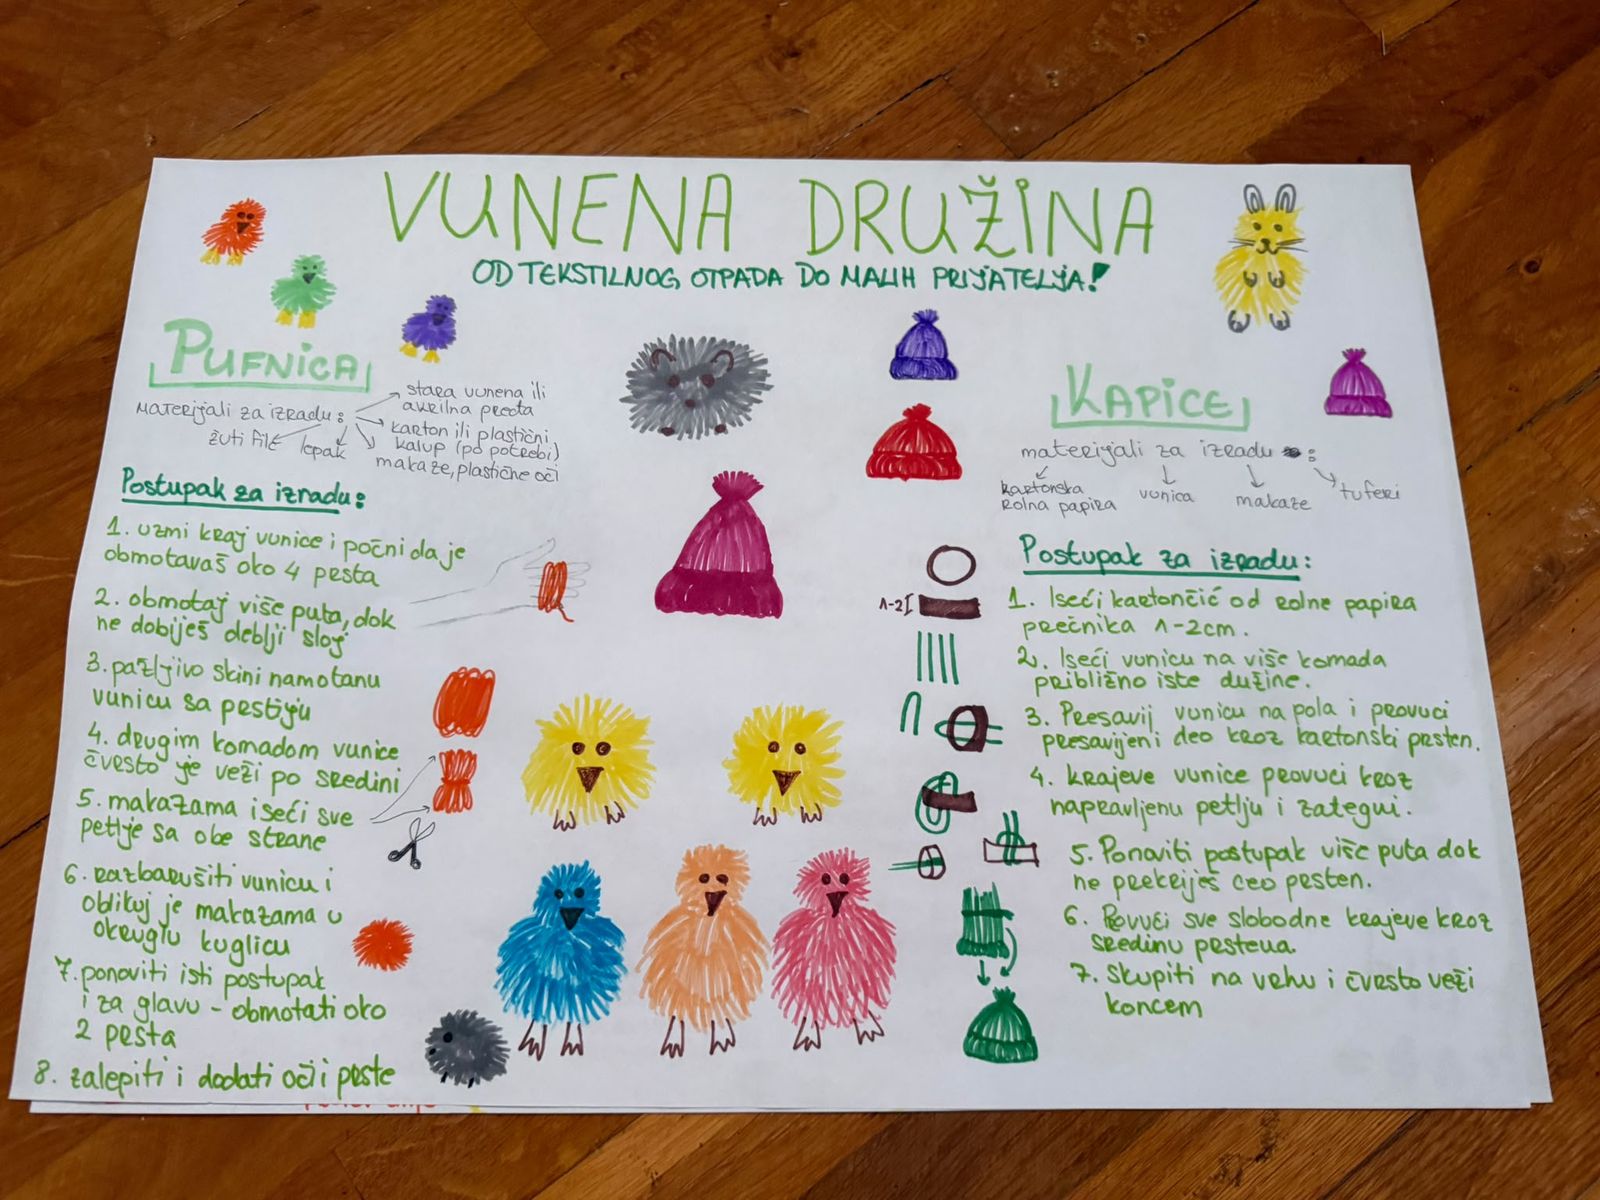 VUNENA DRUŽINA
OD TEKSTILNOG OTPADA DO MALIH PRIJATELJA!
PUFNICA
materijali za izradu:
stara vunena ili
akrilna preda
karton ili plastični
kalup (po potrebi)
makaze, plastične oči
lepak
žuti filc
Postupak za izradu:
1. uzmi kraj vunice i počni da je
obmotavaš oko 4 prsta
2. obmotaj više puta, dok
ne dobiješ deblji sloj
3. pažljivo skini namotanu
vunicu sa prstiju
4. drugim komadom vunice
čvrsto je veži po sredini
5. makazama iseći sve
petlje sa obe strane
6. razbarušiti vunicu i
oblikuj je makazama u
okruglu kuglicu
7. ponoviti isti postupak
i za glavu - obmotati oko
2 prsta
8. zalepiti i dodati oči i prste
KAPICE
materijali za izradu :
kartonska
rolna papira
vunica
makaze
tuferi
Postupak za izradu:
1-2
1. Iseći kartončić od rolne papira
prečnika 1-2cm.
2. Iseći vunicu na više komada
približno iste dužine.
3. Presavij vunicu na pola i provuci
presavijeni deo kroz kartonski prsten.
4. krajeve vunice provuci kroz
napravljenu petlju i zategni.
5. Ponoviti postupak više puta dok
ne prekriješ ceo prsten.
6. Provući sve slobodne krajeve kroz
sredinu prstena.
7. Skupiti na vrhu i čvrsto veži
koncem